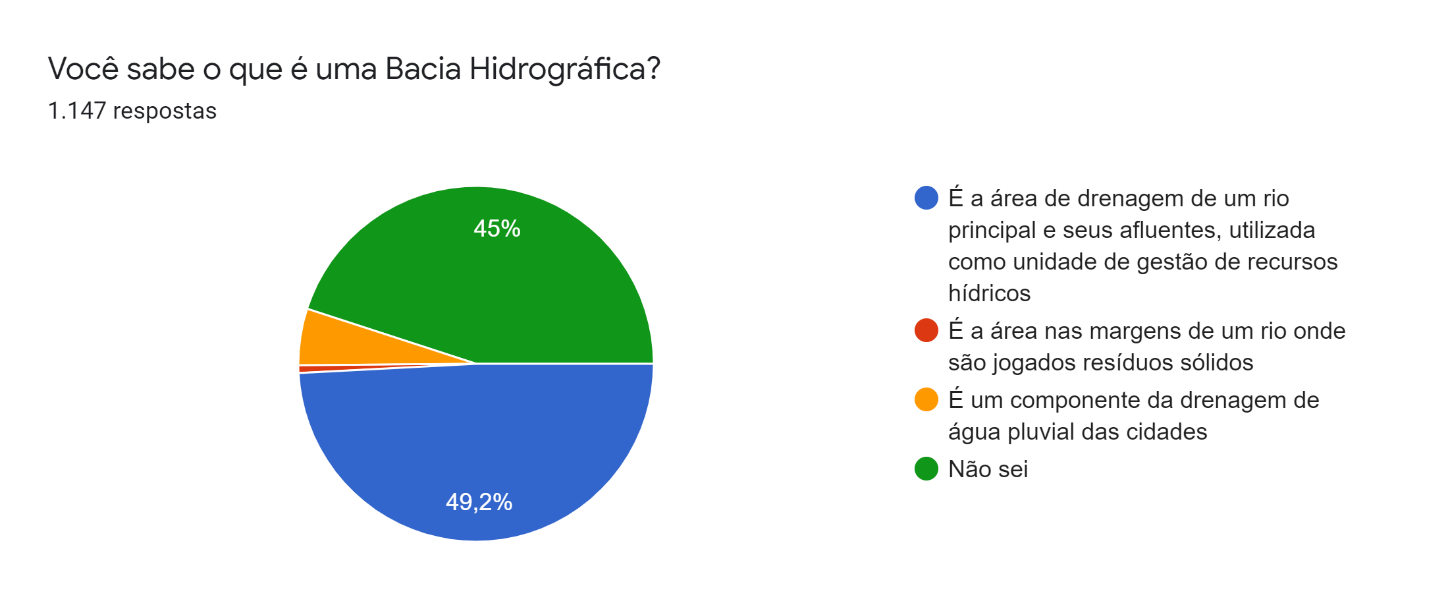 Você sabe o que é uma Bacia Hidrográfica?
1.147 respostas
45%
49,2%
É a área de drenagem de um rio
principal e seus afluentes, utilizada
como unidade de gestão de recursos
hídricos
É a área nas margens de um rio onde
são jogados resíduos sólidos
É um componente da drenagem de
água pluvial das cidades
Não sei